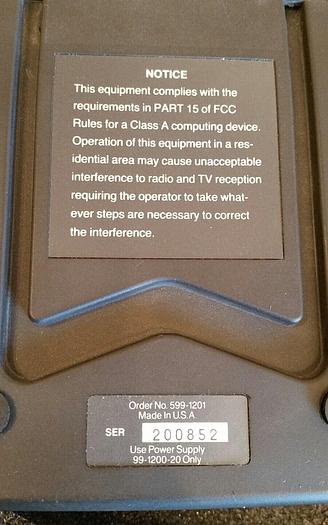 NOTICE
This equipment complies with the
requirements in PART 15 of FCC
Rules for a Class A computing device.
Operation of this equipment in a res-
idential area may cause unacceptable
interference to radio and TV reception
requiring the operator to take what-
ever steps are necessary to correct
the interference.
Order No. 599-1201
Made in U.S.A
SER 200852
Use Power Supply
99-1200-20 Only